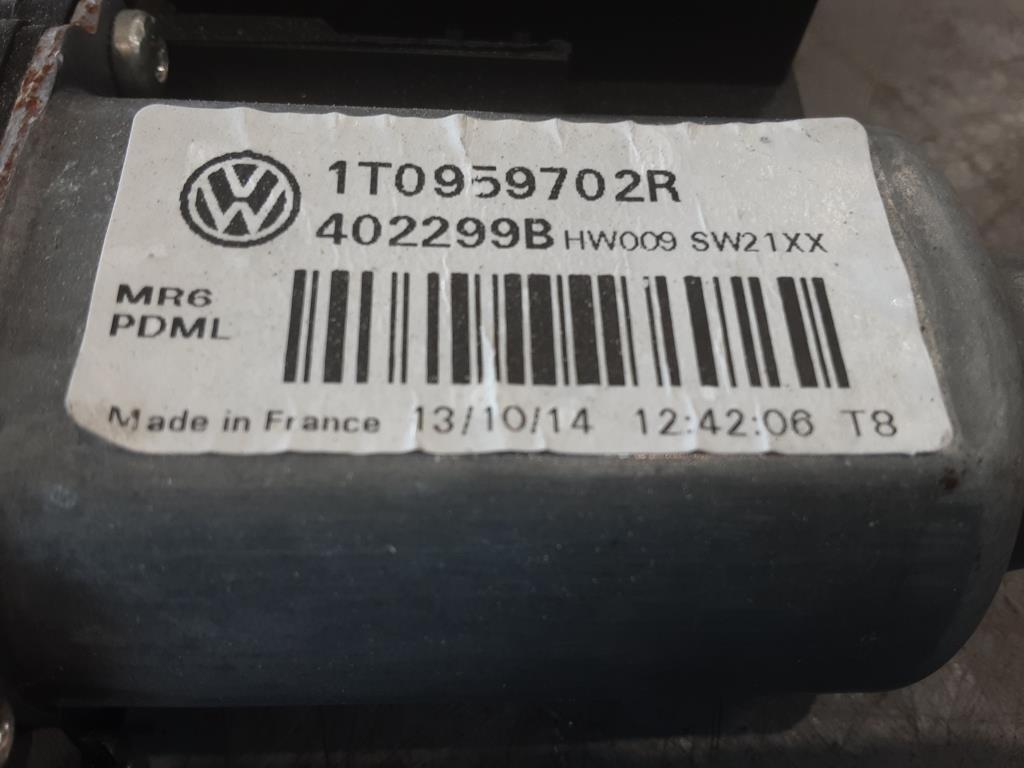 1T0959702R
402299B HW009 SW21XX
MR6
PDML
Made in France 13/10/14 12:42:06 T8